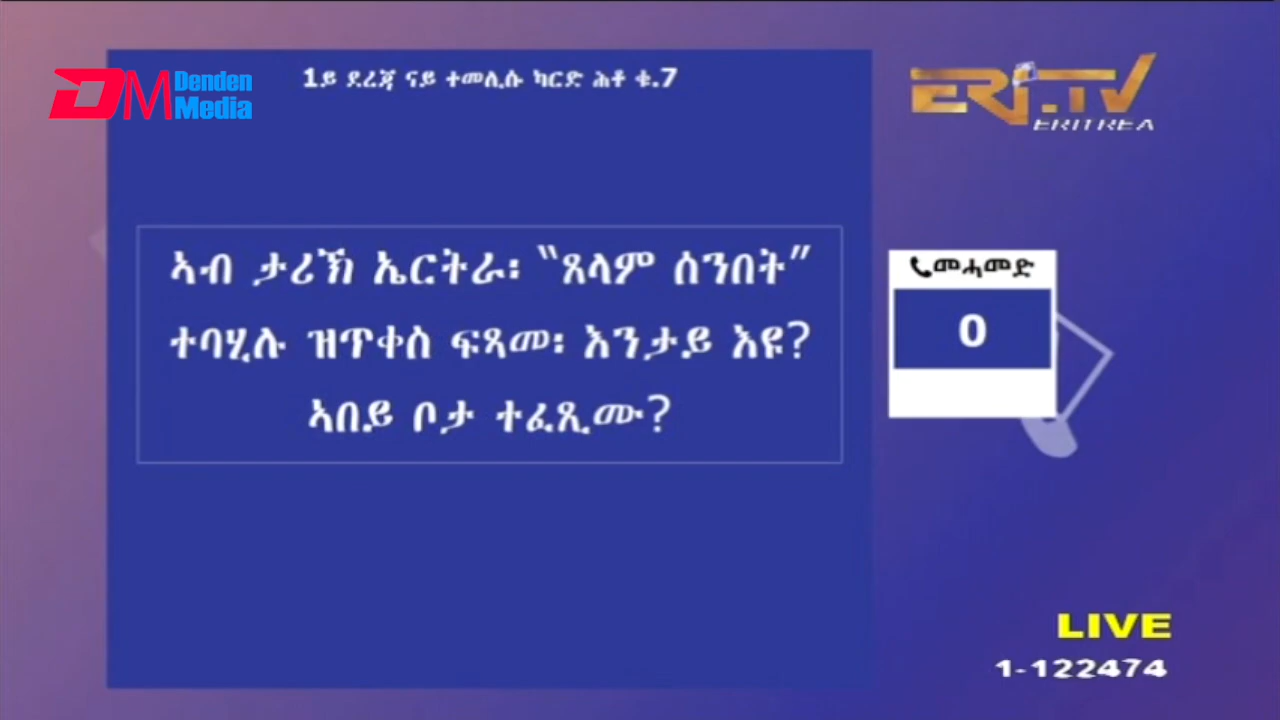 1ይ ደረጃ ናይ ተመሊሱ ካርድ ሕቶ ቁ.7
DM Denden Media
ERi.TV
ERITREA
ኣብ ታሪኽ ኤርትራ፡ “ጸላም ሰንበት”
ተባሂሉ ዝጥቀስ ፍጻመ፡ እንታይ እዩ?
ኣበይ ቦታ ተፈጺሙ?
መሓመድ
0
LIVE
1-122474